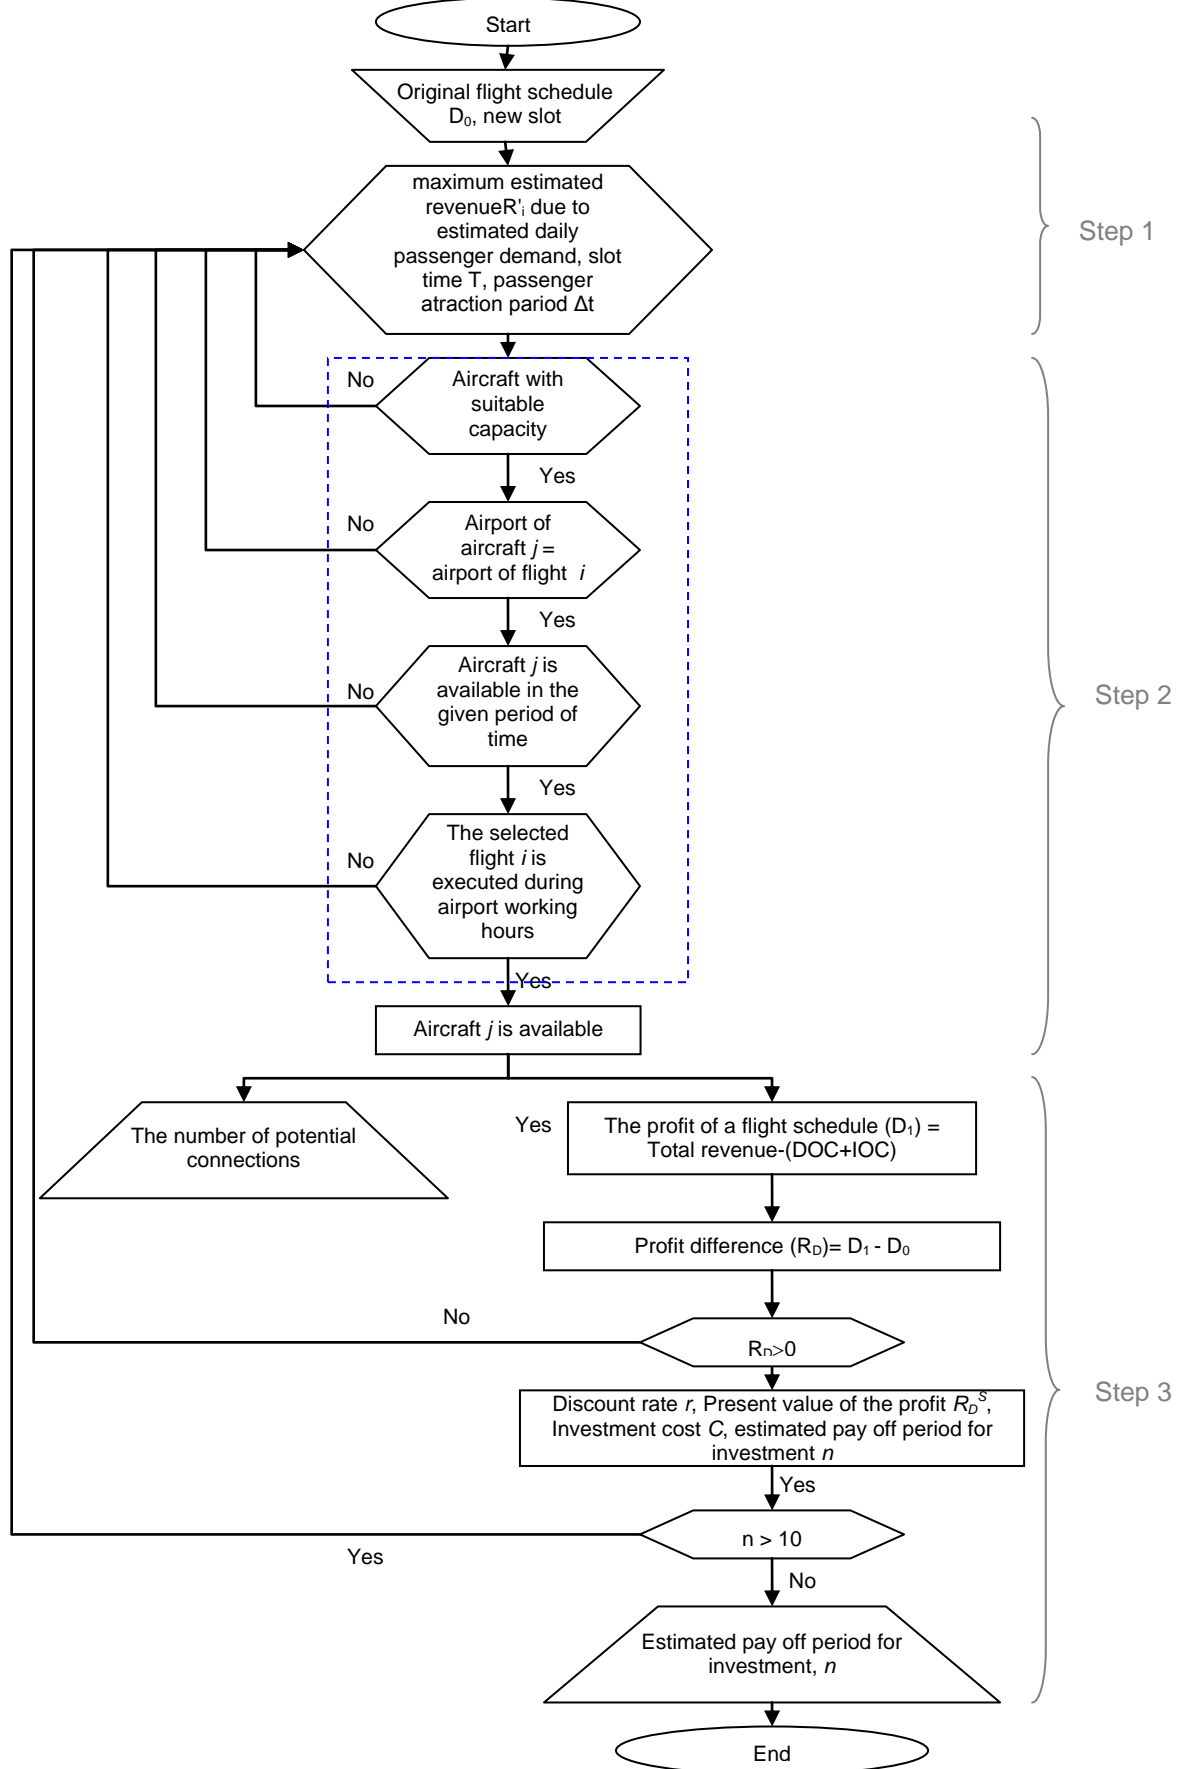 Start
Original flight schedule
D₀, new slot
maximum estimated
revenueR'ᵢ due to
estimated daily
passenger demand, slot
time T, passenger
atraction pariod Δt
Step 1
No
Aircraft with
suitable
capacity
Yes
No
Airport of
aircraft j =
airport of flight i
Yes
No
Aircraft j is
available in the
given period of
time
Step 2
Yes
No
The selected
flight i is
executed during
airport working
hours
Yes
Aircraft j is available
The number of potential
connections
Yes
The profit of a flight schedule (D₁) =
Total revenue-(DOC+IOC)
Profit difference (R_D)= D₁ - D₀
No
R_D>0
Step 3
Discount rate r, Present value of the profit R_D^S,
Investment cost C, estimated pay off period for
investment n
Yes
n > 10
Yes
No
Estimated pay off period for
investment, n
End